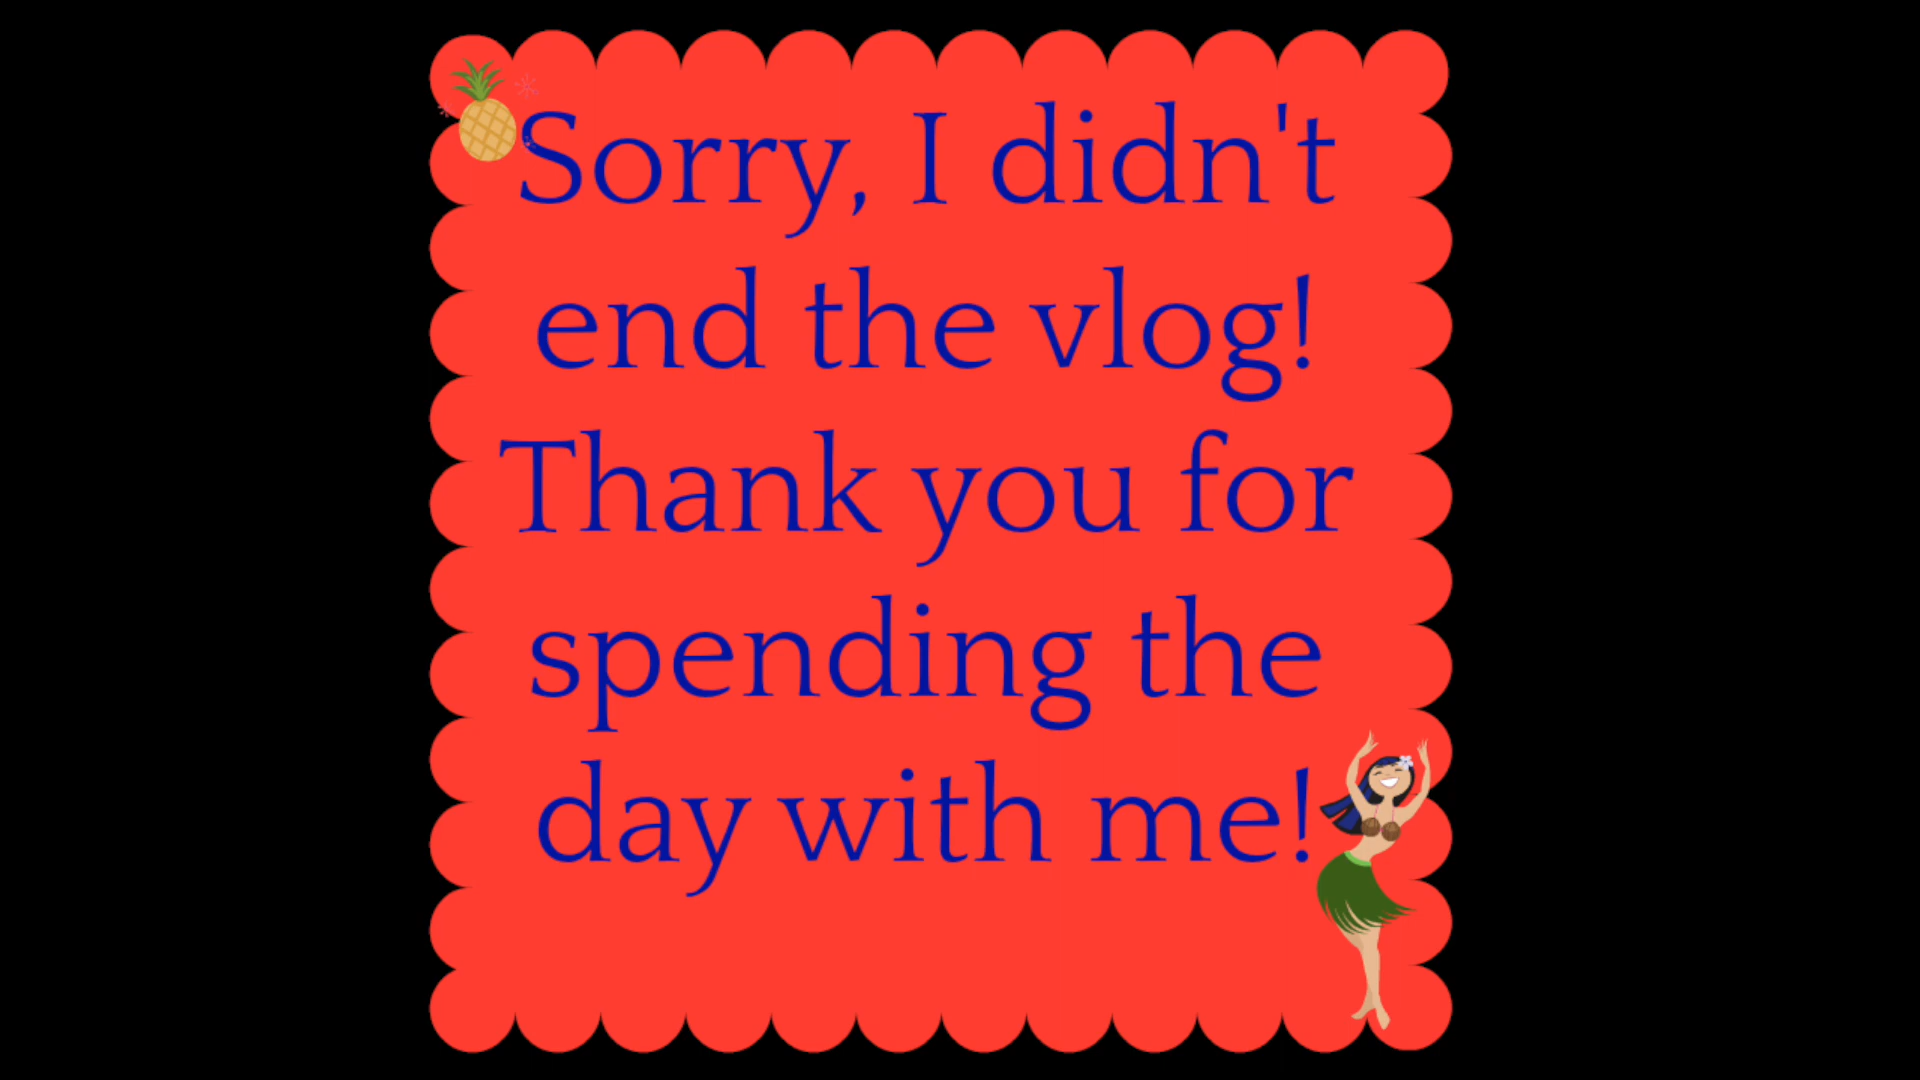 Sorry, I didn't
end the vlog!
Thank you for
spending the
day with me!